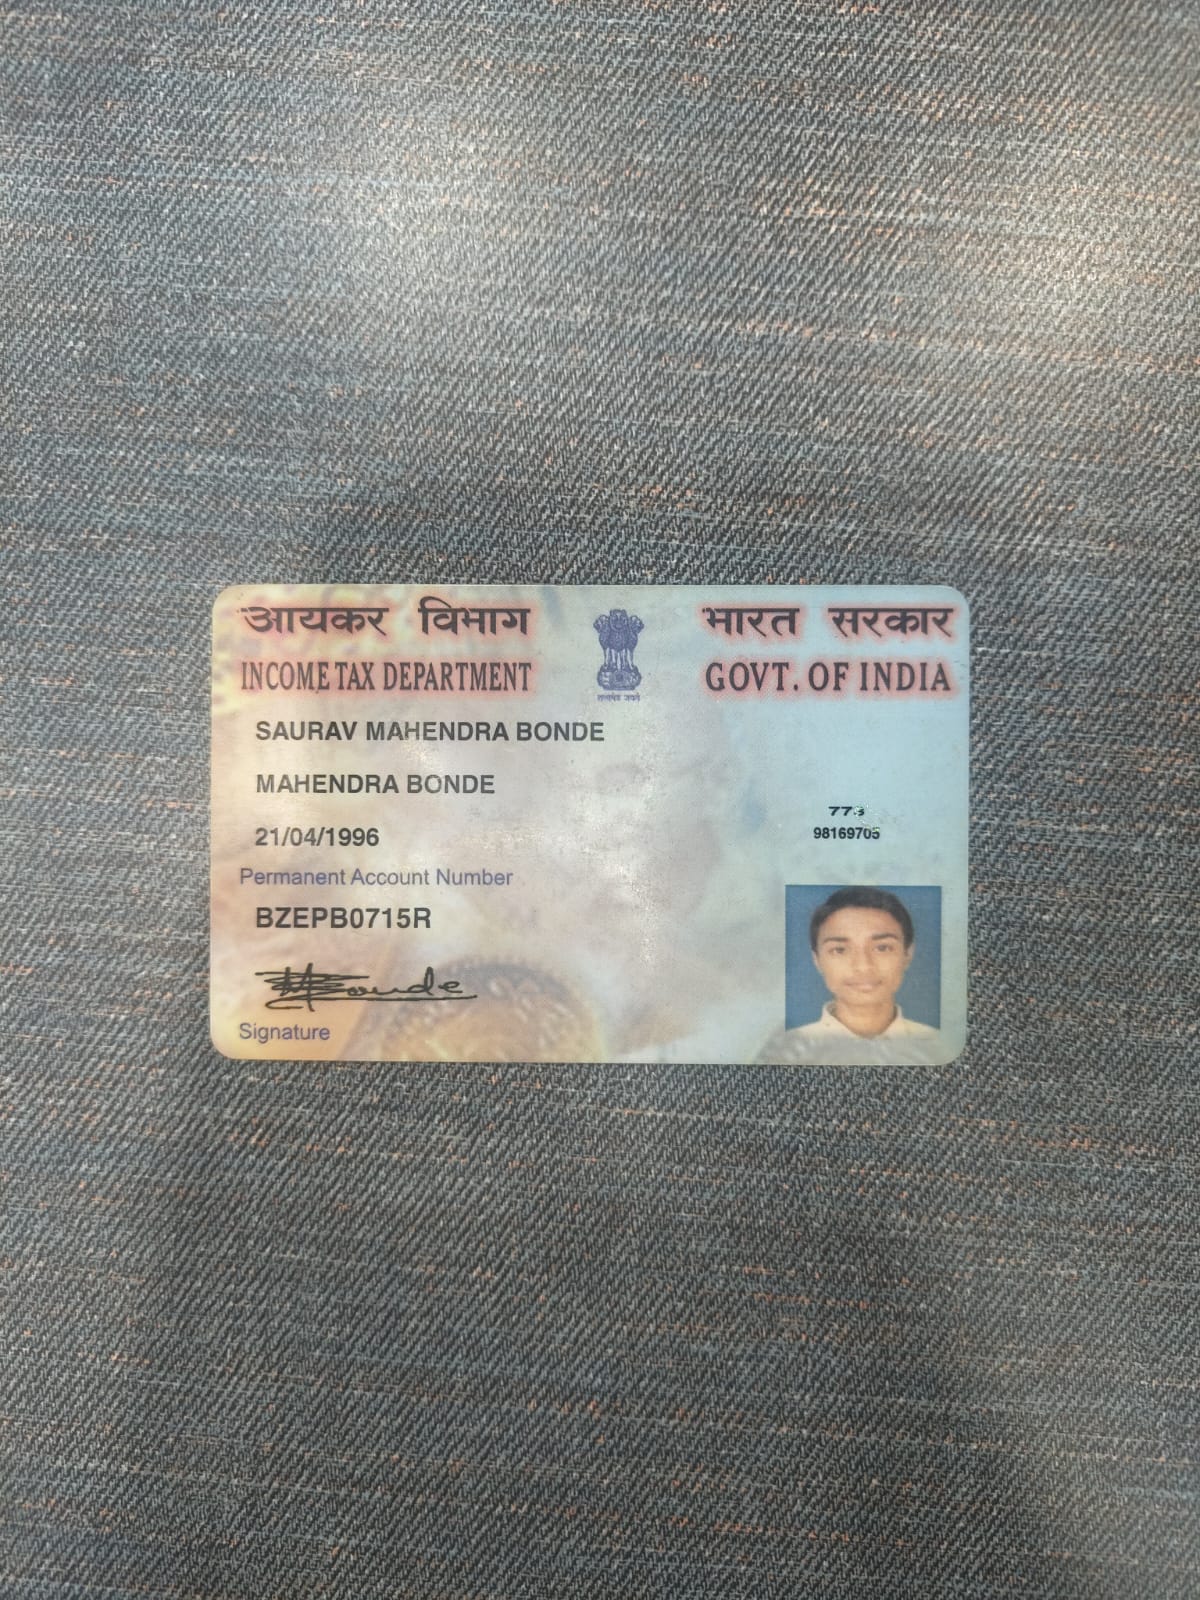 आयकर विभाग
भारत सरकार
INCOME TAX DEPARTMENT
GOVT. OF INDIA
सत्यमेव जयते
SAURAV MAHENDRA BONDE
MAHENDRA BONDE
21/04/1996
Permanent Account Number
BZEPB0715R
773
98169705
Bonde
Signature